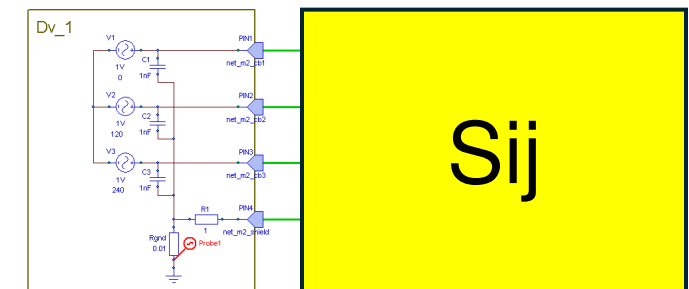 Dv_1
V1
1V
0
C1
1nF
PIN1
net_m2_cb1
V2
1V
120
C2
1nF
PIN2
net_m2_cb2
V3
1V
240
C3
1nF
PIN3
net_m2_cb3
R1
1
PIN4
net_m2_shield
Rgnd
0.01
Probe1
Sij